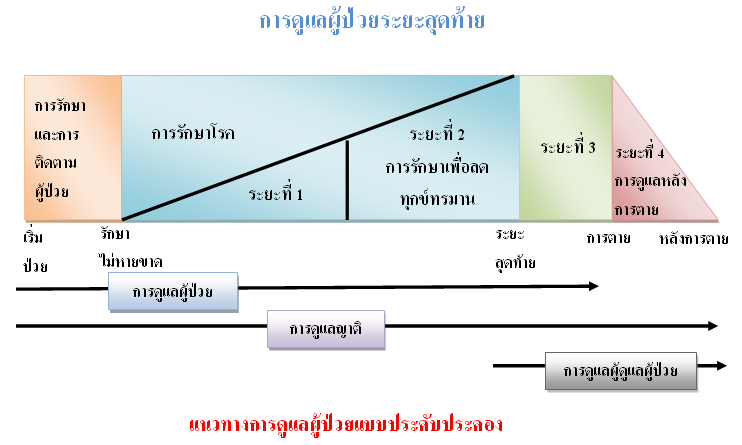 การดูแลผู้ป่วยระยะสุดท้าย
การรักษา
และการ
ติดตาม
ผู้ป่วย
การรักษาโรค
ระยะที่ 1
ระยะที่ 2
การรักษาเพื่อลด
ทุกข์ทรมาน
ระยะที่ 3
ระยะที่ 4
การดูแลหลัง
การตาย
เริ่ม
ป่วย
รักษา
ไม่หายขาด
ระยะ
สุดท้าย
การตาย
หลังการตาย
การดูแลผู้ป่วย
การดูแลญาติ
การดูแลผู้ดูแลผู้ป่วย
แนวทางการดูแลผู้ป่วยแบบประดับประคอง